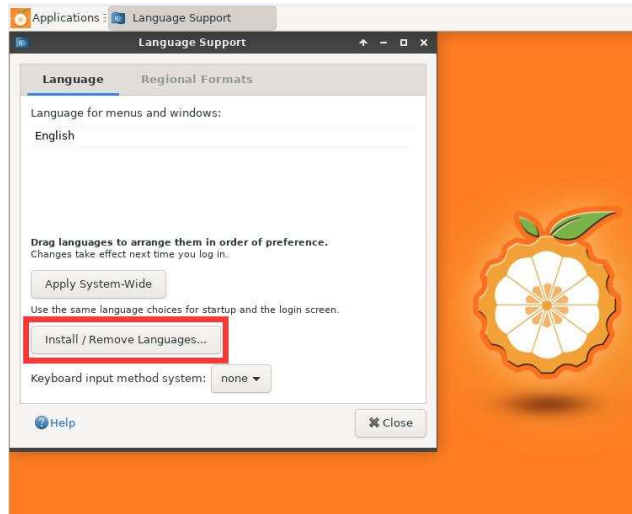 Applications Language Support
Language Support
Language Regional Formats
Language for menus and windows:
English
Drag languages to arrange them in order of preference.
Changes take effect next time you log in.
Apply System-Wide
Use the same language choices for startup and the login screen.
Install / Remove Languages...
Keyboard input method system: none
Help Close